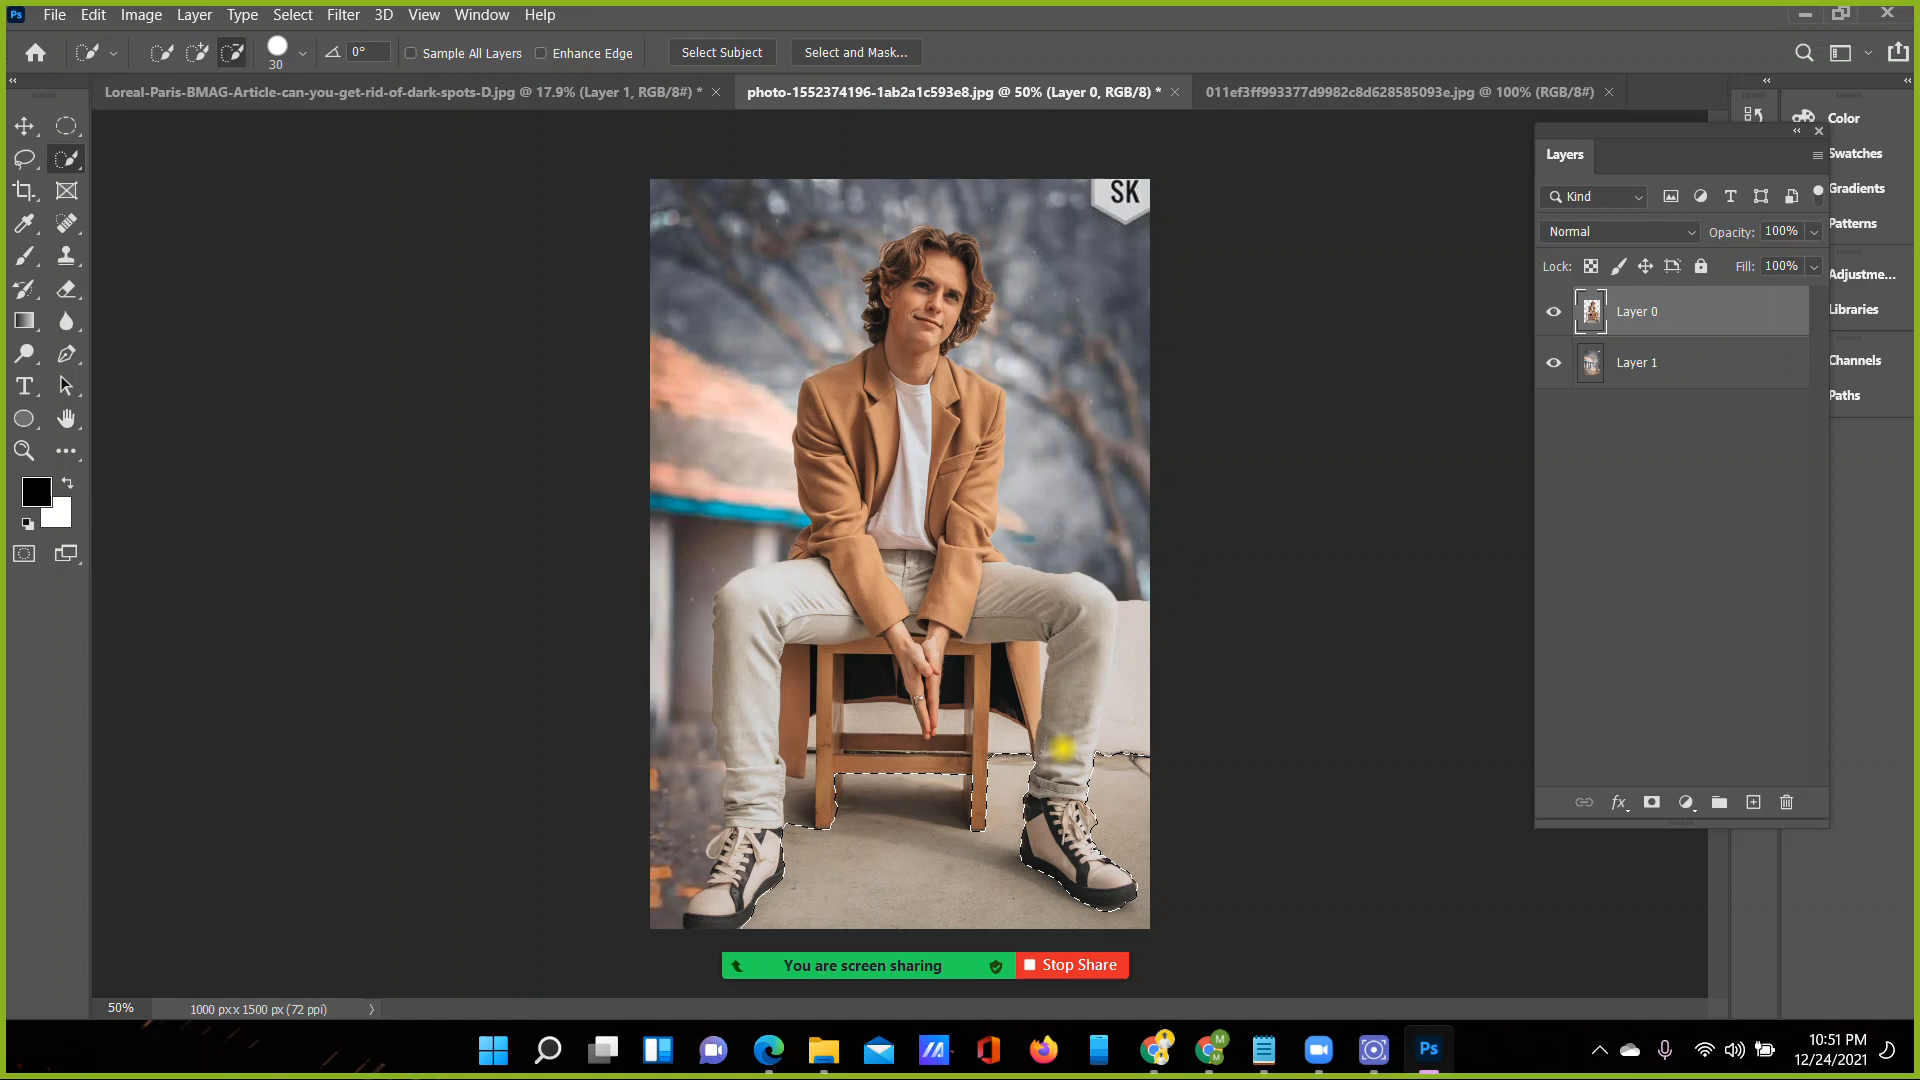 Ps File Edit Image Layer Type Select Filter 3D View Window Help
30 0° Sample All Layers Enhance Edge Select Subject Select and Mask...
Loreal-Paris-BMAG-Article-can-you-get-rid-of-dark-spots-D.jpg @ 17.9% (Layer 1, RGB/8#) * photo-1552374196-1ab2a1c593e8.jpg @ 50% (Layer 0, RGB/8) * 011ef3ff993377d9982c8d628585093e.jpg @ 100% (RGB/8#)
Color
Swatches
Gradients
Patterns
Adjustme...
Libraries
Channels
Paths
Layers
Kind
Normal Opacity: 100%
Lock: Fill: 100%
Layer 0
Layer 1
fx
SK
You are screen sharing Stop Share
50% 1000 px x 1500 px (72 ppi)
Ps
10:51 PM
12/24/2021